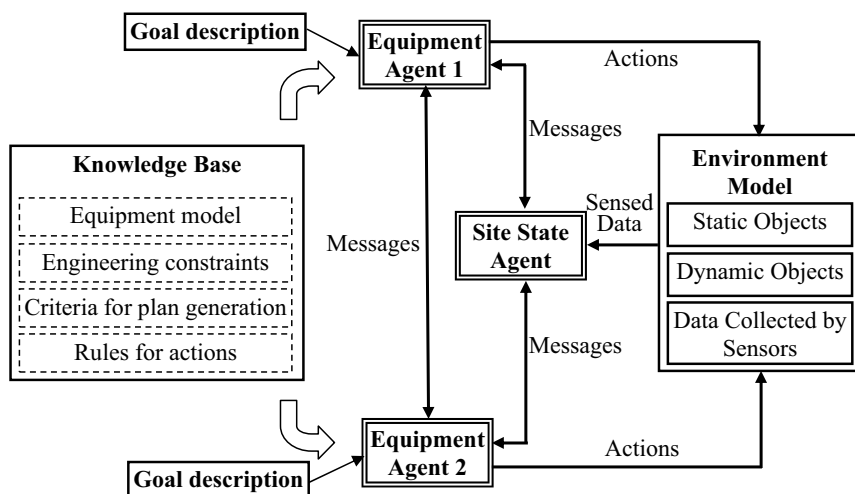 Goal description
Equipment
Agent 1
Actions
Messages
Knowledge Base
Equipment model
Engineering constraints
Criteria for plan generation
Rules for actions
Messages
Site State
Agent
Sensed
Data
Environment
Model
Static Objects
Dynamic Objects
Data Collected by
Sensors
Messages
Equipment
Agent 2
Actions
Goal description